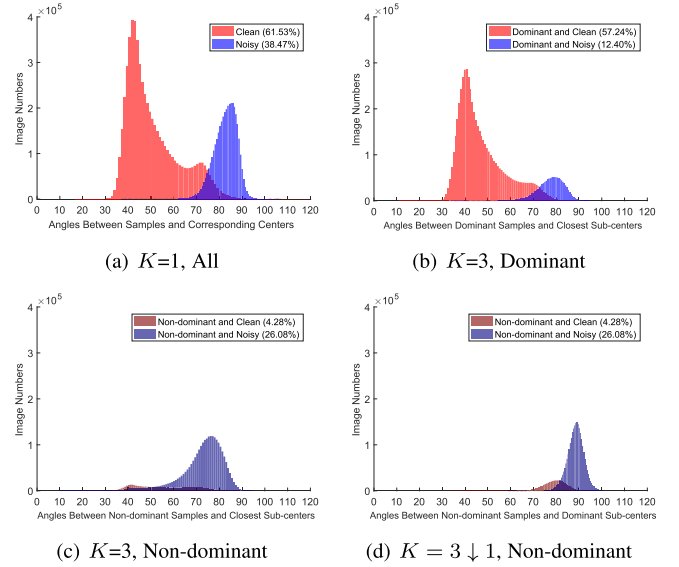 ×10⁵
4
3
2
1
0
Image Numbers
Clean (61.53%)
Noisy (38.47%)
0 10 20 30 40 50 60 70 80 90 100 110 120
Angles Between Samples and Corresponding Centers
(a) K=1, All
×10⁵
4
3
2
1
0
Image Numbers
Dominant and Clean (57.24%)
Dominant and Noisy (12.40%)
0 10 20 30 40 50 60 70 80 90 100 110 120
Angles Between Dominant Samples and Closest Sub-centers
(b) K=3, Dominant
×10⁵
4
3
2
1
0
Image Numbers
Non-dominant and Clean (4.28%)
Non-dominant and Noisy (26.08%)
0 10 20 30 40 50 60 70 80 90 100 110 120
Angles Between Non-dominant Samples and Closest Sub-centers
(c) K=3, Non-dominant
×10⁵
4
3
2
1
0
Image Numbers
Non-dominant and Clean (4.28%)
Non-dominant and Noisy (26.08%)
0 10 20 30 40 50 60 70 80 90 100 110 120
Angles Between Non-dominant Samples and Dominant Sub-centers
(d) K = 3 ↓ 1, Non-dominant